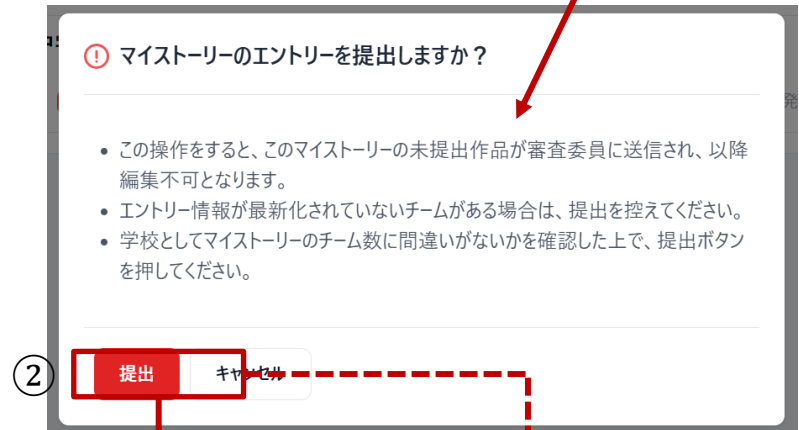 マイストーリーのエントリーを提出しますか？
• この操作をすると、このマイストーリーの未提出作品が審査委員に送信され、以降
編集不可となります。
• エントリー情報が最新化されていないチームがある場合は、提出を控えてください。
• 学校としてマイストーリーのチーム数に間違いがないかを確認した上で、提出ボタン
を押してください。
② 提出 キャンセル